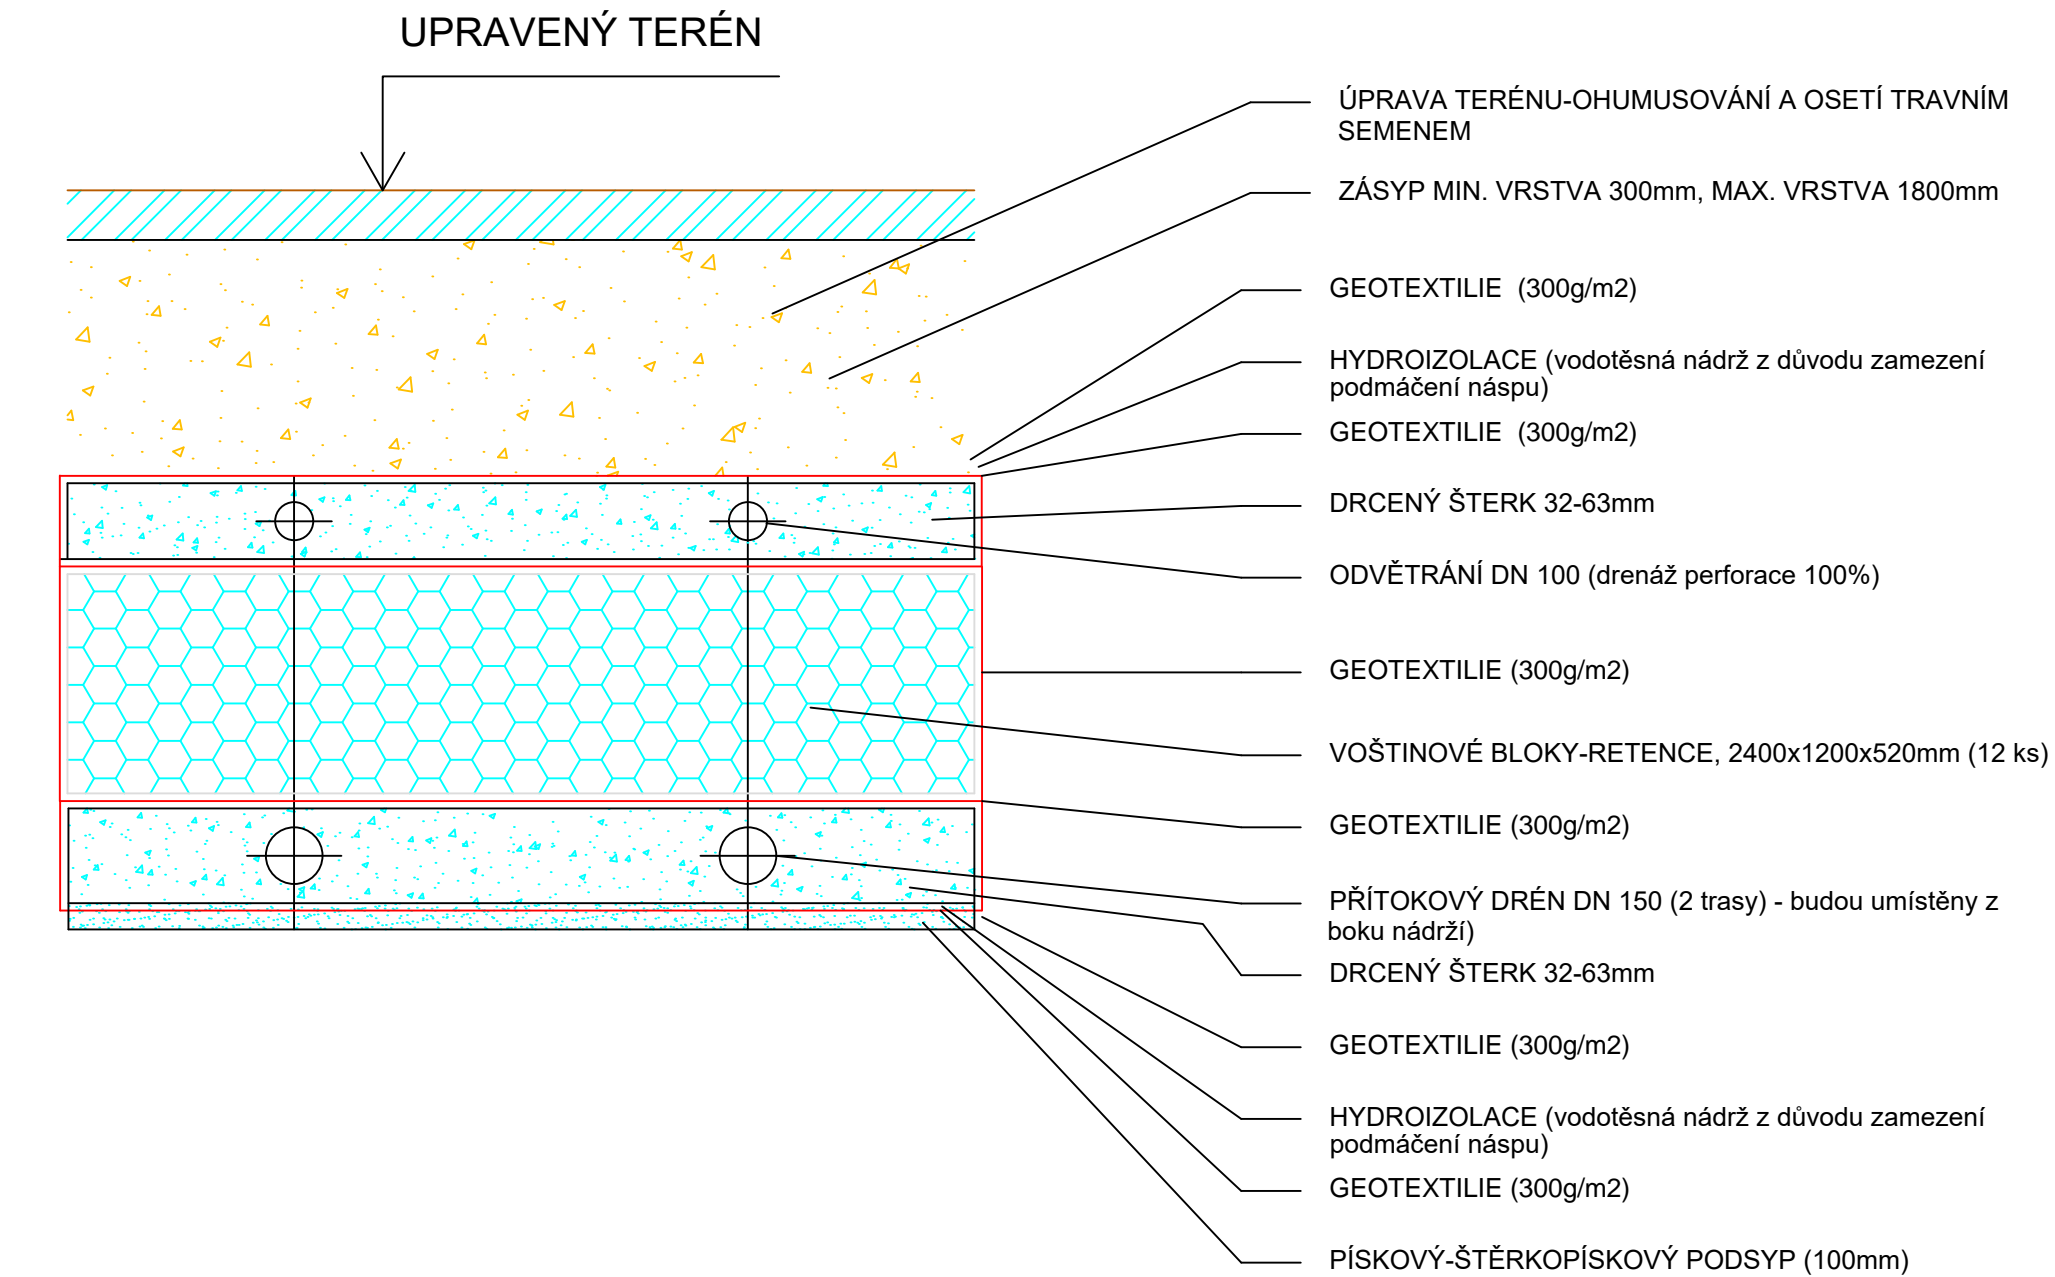 UPRAVENÝ TERÉN
ÚPRAVA TERÉNU-OHUMUSOVÁNÍ A OSETÍ TRAVNÍM
SEMENEM
ZÁSYP MIN. VRSTVA 300mm, MAX. VRSTVA 1800mm
GEOTEXTILIE (300g/m2)
HYDROIZOLACE (vodotěsná nádrž z důvodu zamezení
podmáčení náspu)
GEOTEXTILIE (300g/m2)
DRCENÝ ŠTERK 32-63mm
ODVĚTRÁNÍ DN 100 (drenáž perforace 100%)
GEOTEXTILIE (300g/m2)
VOŠTINOVÉ BLOKY-RETENCE, 2400x1200x520mm (12 ks)
GEOTEXTILIE (300g/m2)
PŘÍTOKOVÝ DRÉN DN 150 (2 trasy) - budou umístěny z
boku nádrží)
DRCENÝ ŠTERK 32-63mm
GEOTEXTILIE (300g/m2)
HYDROIZOLACE (vodotěsná nádrž z důvodu zamezení
podmáčení náspu)
GEOTEXTILIE (300g/m2)
PÍSKOVÝ-ŠTĚRKOPÍSKOVÝ PODSYP (100mm)